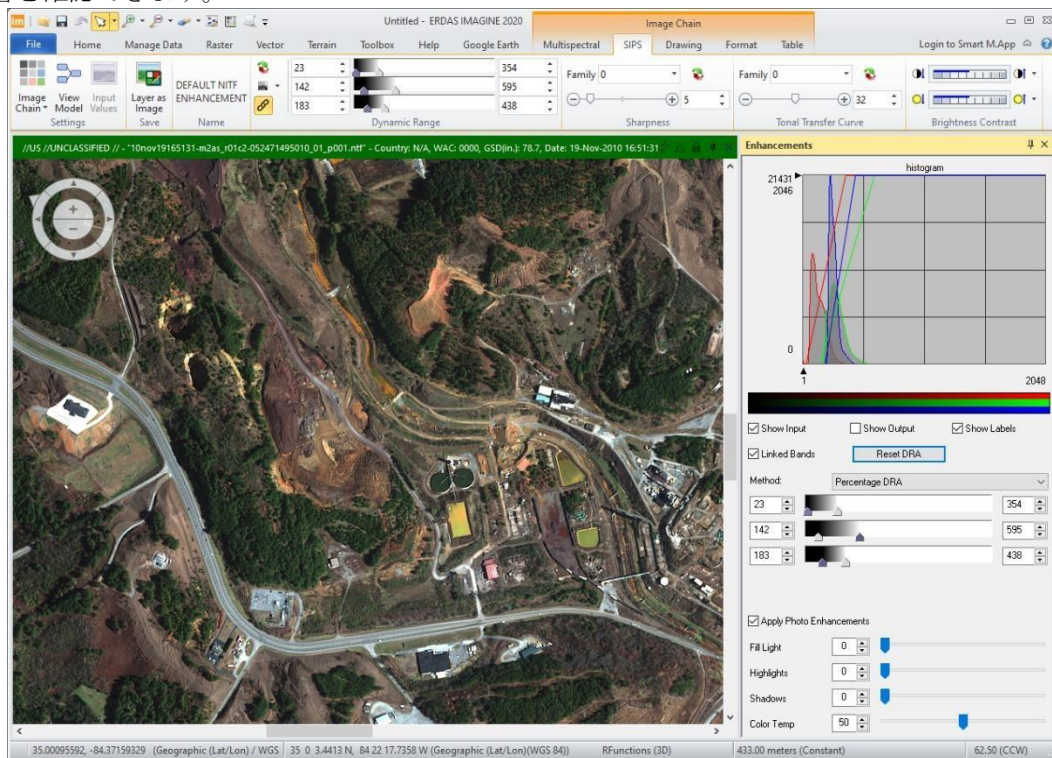 Untitled - ERDAS IMAGINE 2020
Image Chain
File Home Manage Data Raster Vector Terrain Toolbox Help Google Earth Multispectral SIPS Drawing Format Table Login to Smart M.App
Image Chain
View Model
Input Values
Settings
Layer as Image
Save
DEFAULT NITF ENHANCEMENT
Name
23 354
142 595
183 438
Dynamic Range
Family 0
5
Sharpness
Family 0
32
Tonal Transfer Curve
Brightness Contrast
//US //UNCLASSIFIED // - "10nov19165131-m2as_r01c2-052471495010_01_p001.ntf" - Country: N/A, WAC: 0000, GSD(in.): 78.7, Date: 19-Nov-2010 16:51:31
Enhancements
histogram
21431
2046
0
1 2048
Show Input Show Output Show Labels
Linked Bands Reset DRA
Method: Percentage DRA
23 354
142 595
183 438
Apply Photo Enhancements
Fill Light 0
Highlights 0
Shadows 0
Color Temp 50
35.00095592, -84.37159329 (Geographic (Lat/Lon) / WGS 35 0 3.4413 N, 84 22 17.7358 W (Geographic (Lat/Lon)(WGS 84)) RFunctions (3D) 433.00 meters (Constant) 62.50 (CCW)